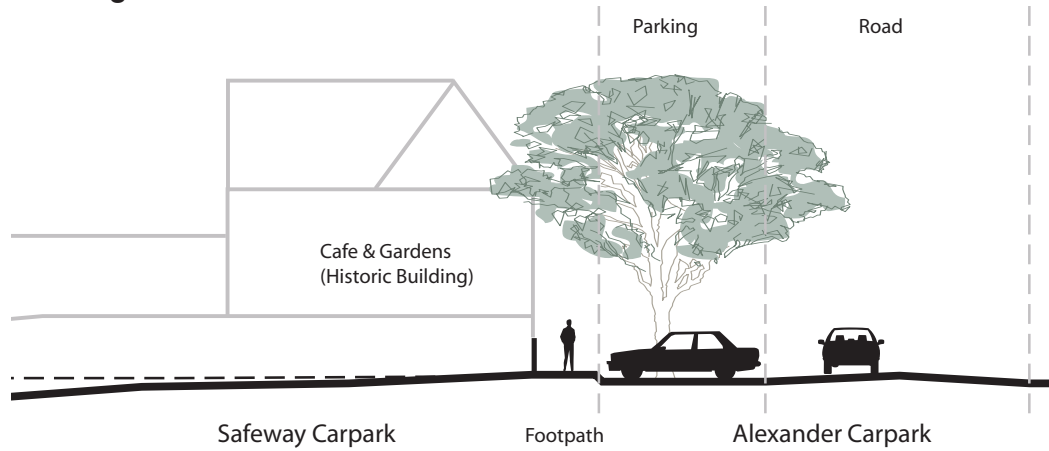 Parking
Road
Cafe & Gardens
(Historic Building)
Safeway Carpark
Footpath
Alexander Carpark